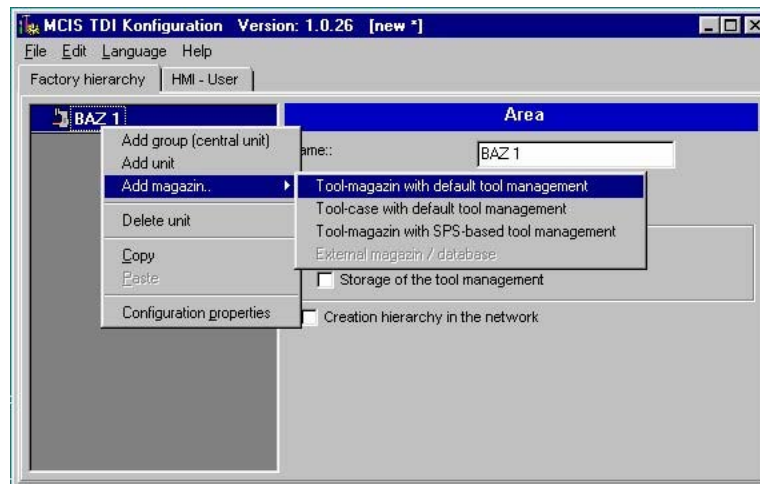 MCIS TDI Konfiguration Version: 1.0.26 [new *]
File Edit Language Help
Factory hierarchy HMI - User
BAZ 1
Area
ame::
BAZ 1
Add group (central unit)
Add unit
Add magazin..
Delete unit
Copy
Paste
Configuration properties
Tool-magazin with default tool management
Tool-case with default tool management
Tool-magazin with SPS-based tool management
External magazin / database
Storage of the tool management
Creation hierarchy in the network